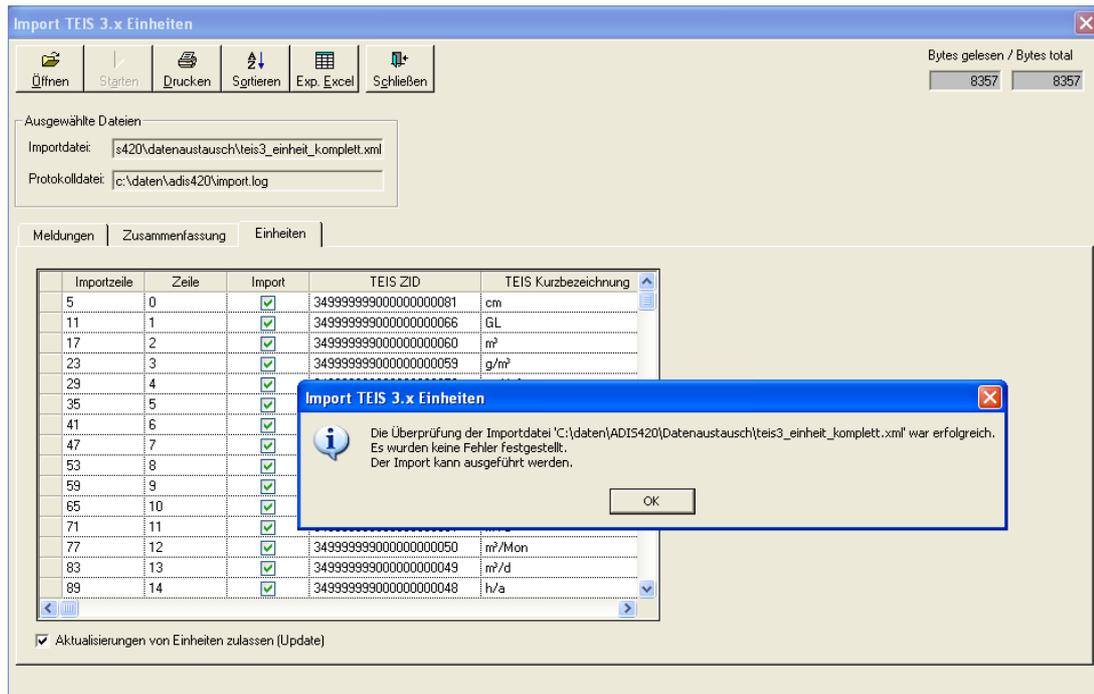 Import TEIS 3.x Einheiten
Öffnen Starten Drucken Sortieren Exp. Excel Schließen
Bytes gelesen / Bytes total
8357 8357
Ausgewählte Dateien
Importdatei: s420\datenaustausch\teis3_einheit_komplett.xml
Protokolldatei: c:\daten\adis420\import.log
Meldungen Zusammenfassung Einheiten
Importzeile Zeile Import TEIS ZID TEIS Kurzbezeichnung
5 0 349999999000000000081 cm
11 1 349999999000000000066 GL
17 2 349999999000000000060 m³
23 3 349999999000000000059 g/m³
29 4
35 5
41 6
47 7
53 8
59 9
65 10
71 11
77 12 349999999000000000050 m³/Mon
83 13 349999999000000000049 m³/d
89 14 349999999000000000048 h/a
Import TEIS 3.x Einheiten
Die Überprüfung der Importdatei 'C:\daten\ADIS420\Datenaustausch\teis3_einheit_komplett.xml' war erfolgreich.
Es wurden keine Fehler festgestellt.
Der Import kann ausgeführt werden.
OK
Aktualisierungen von Einheiten zulassen (Update)